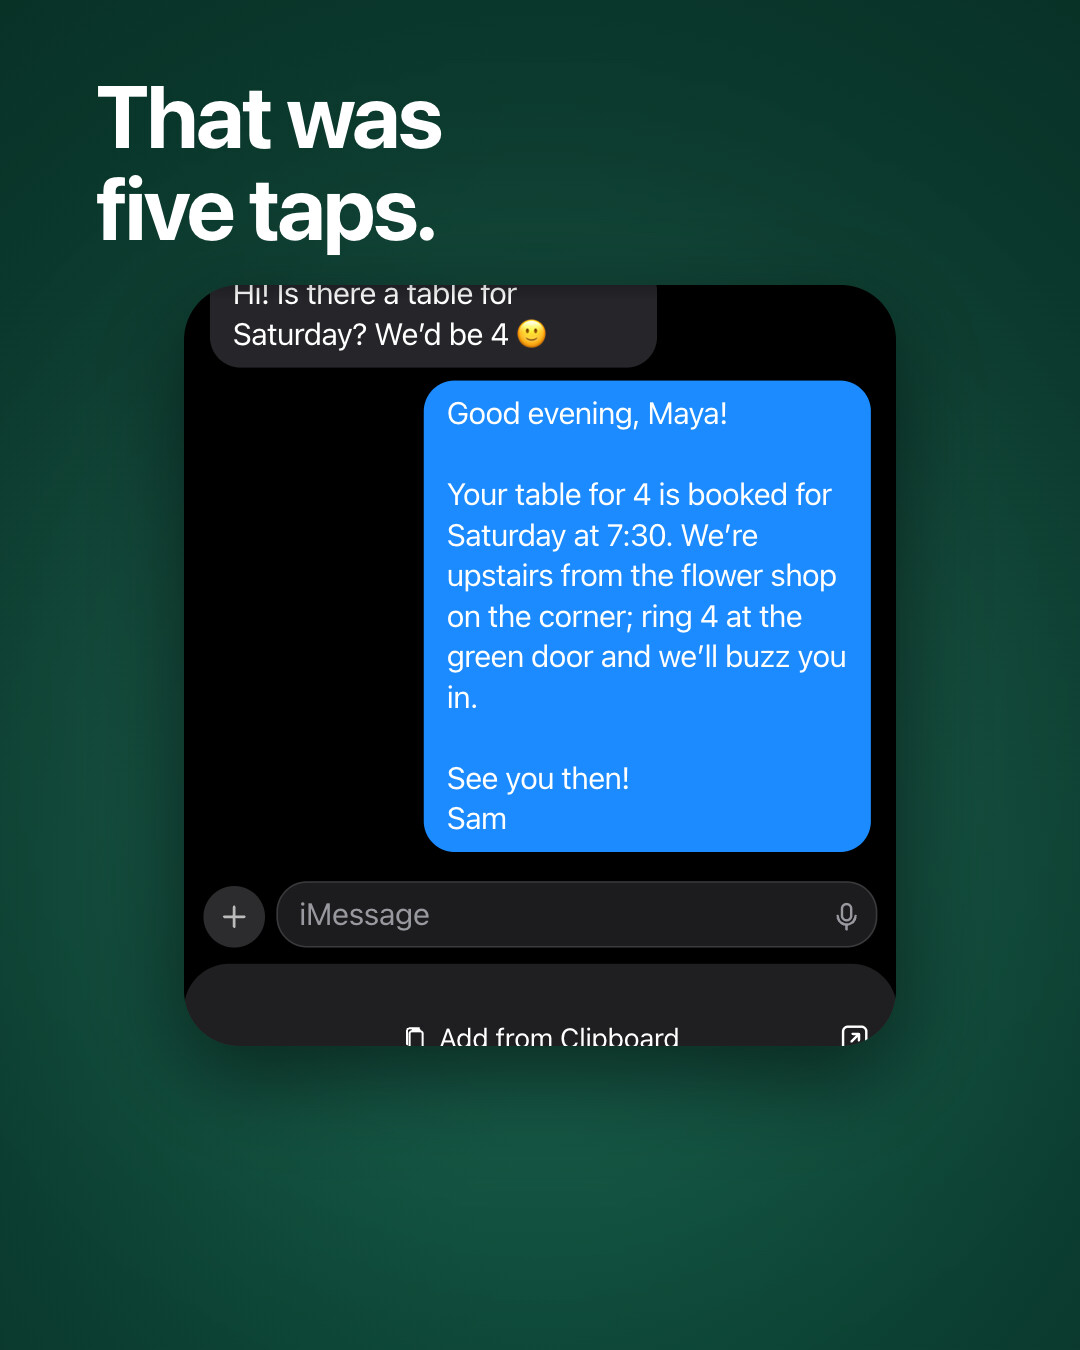 That was
five taps.
Hi! Is there a table for
Saturday? We’d be 4 🙂
Good evening, Maya!
Your table for 4 is booked for
Saturday at 7:30. We’re
upstairs from the flower shop
on the corner; ring 4 at the
green door and we’ll buzz you
in.
See you then!
Sam
iMessage
Add from Clipboard